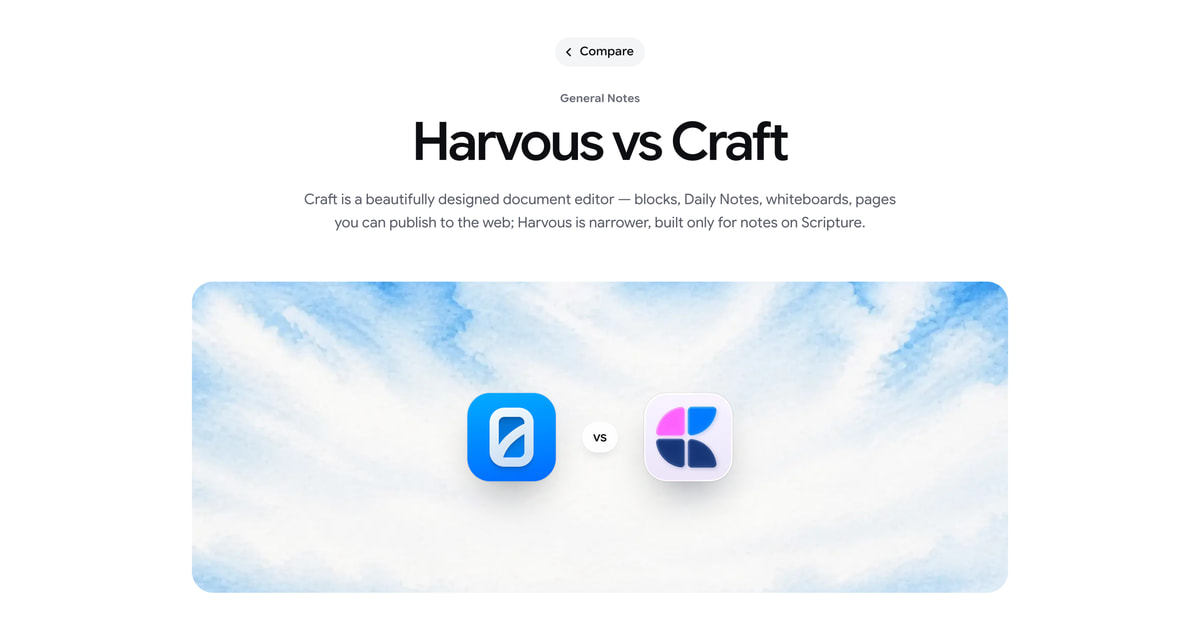 Compare
General Notes
Harvous vs Craft
Craft is a beautifully designed document editor — blocks, Daily Notes, whiteboards, pages
you can publish to the web; Harvous is narrower, built only for notes on Scripture.
VS